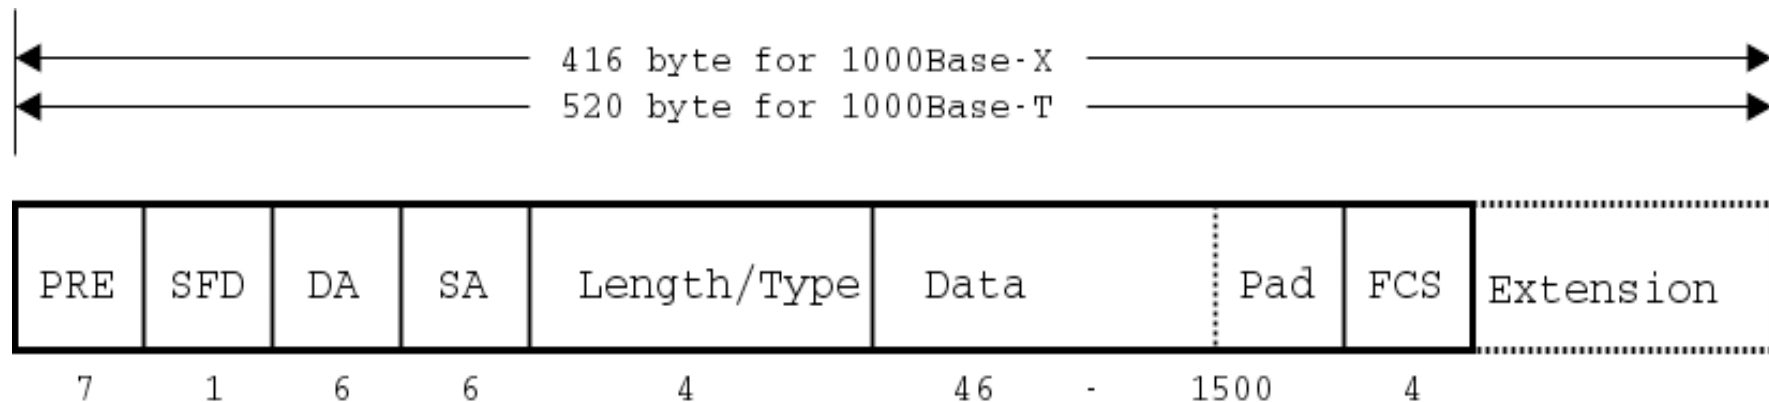 416 byte for 1000Base-X
520 byte for 1000Base-T
PRE SFD DA SA Length/Type Data Pad FCS Extension
7 1 6 6 4 46 - 1500 4